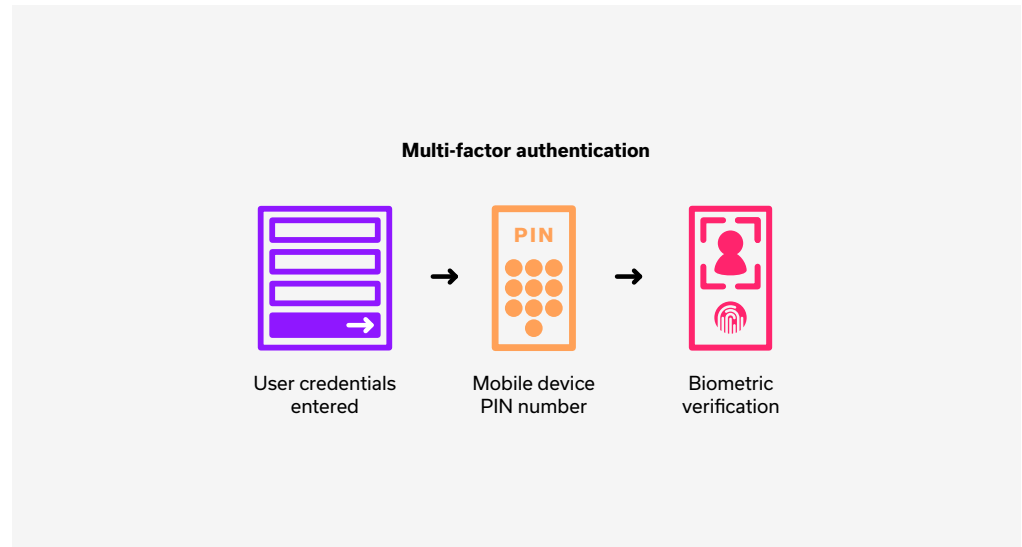 Multi-factor authentication
PIN
User credentials
entered
Mobile device
PIN number
Biometric
verification